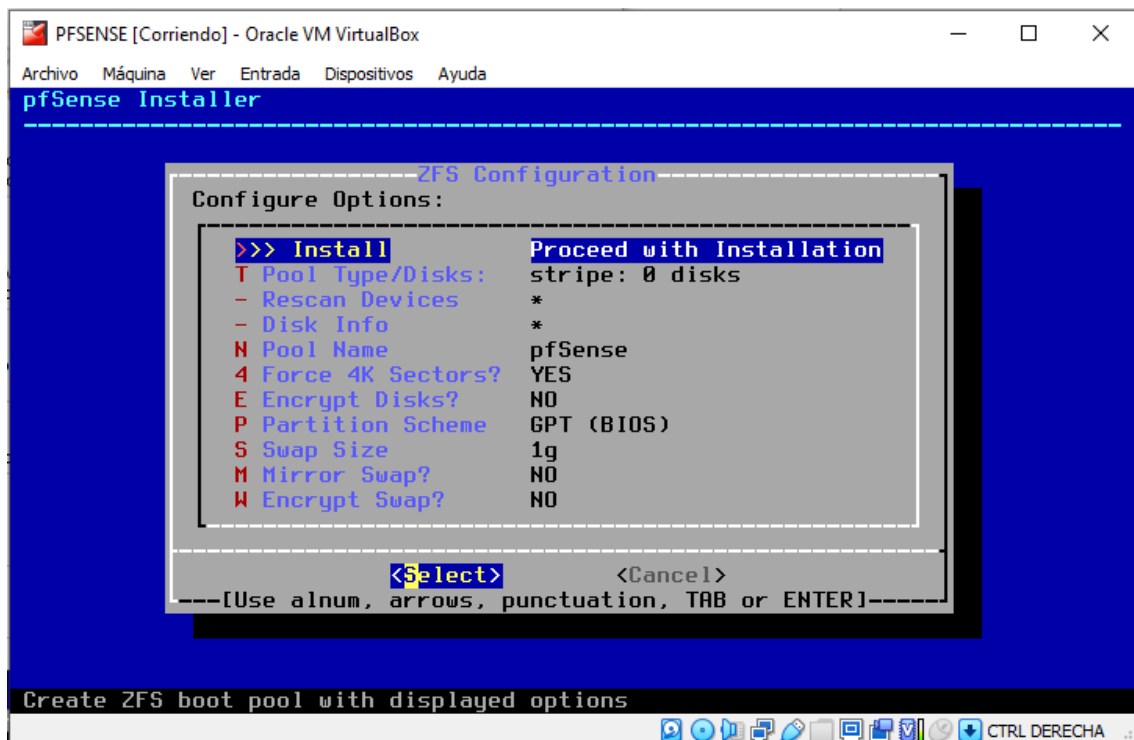 PFSENSE [Corriendo] - Oracle VM VirtualBox
Archivo Máquina Ver Entrada Dispositivos Ayuda
pfSense Installer
ZFS Configuration
Configure Options:
>>> Install Proceed with Installation
T Pool Type/Disks: stripe: 0 disks
- Rescan Devices *
- Disk Info *
N Pool Name pfSense
4 Force 4K Sectors? YES
E Encrypt Disks? NO
P Partition Scheme GPT (BIOS)
S Swap Size 1g
M Mirror Swap? NO
W Encrypt Swap? NO
<Select> <Cancel>
[Use alnum, arrows, punctuation, TAB or ENTER]
Create ZFS boot pool with displayed options
CTRL DERECHA